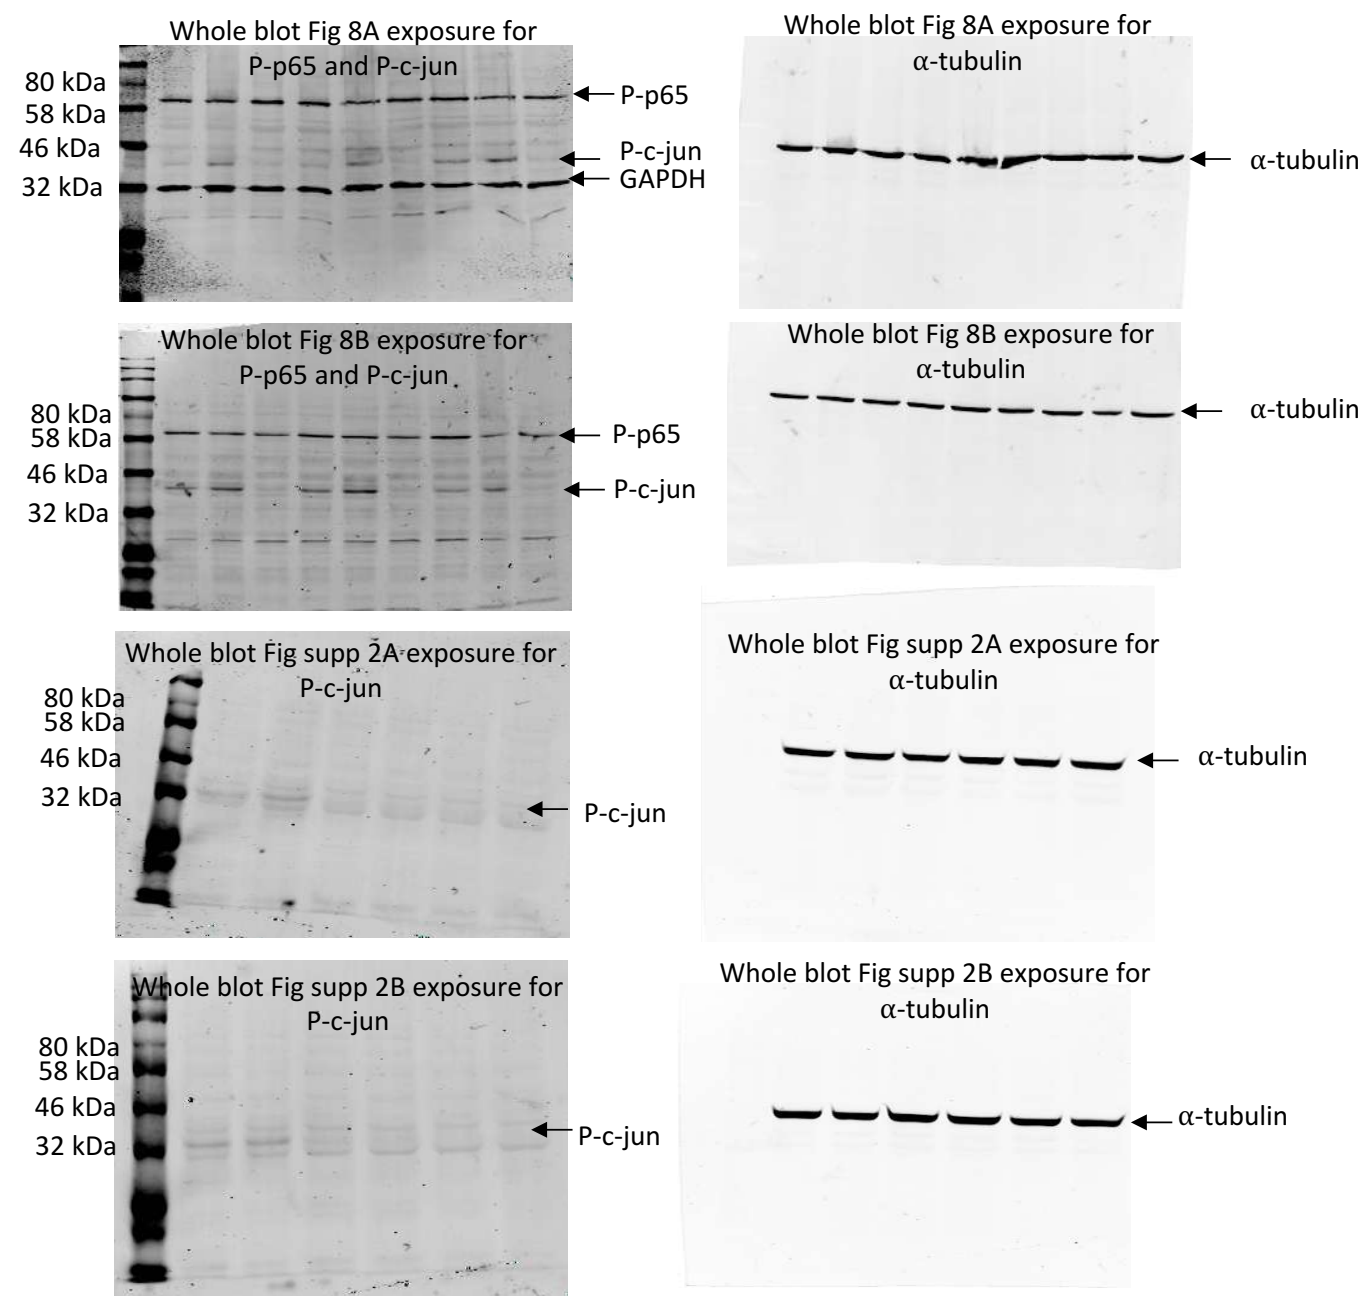 Whole blot Fig 8A exposure for
P-p65 and P-c-jun
80 kDa
58 kDa
46 kDa
32 kDa
P-p65
P-c-jun
GAPDH
Whole blot Fig 8A exposure for
α-tubulin
α-tubulin
Whole blot Fig 8B exposure for
P-p65 and P-c-jun
80 kDa
58 kDa
46 kDa
32 kDa
P-p65
P-c-jun
Whole blot Fig 8B exposure for
α-tubulin
α-tubulin
Whole blot Fig supp 2A exposure for
P-c-jun
80 kDa
58 kDa
46 kDa
32 kDa
P-c-jun
Whole blot Fig supp 2A exposure for
α-tubulin
α-tubulin
Whole blot Fig supp 2B exposure for
P-c-jun
80 kDa
58 kDa
46 kDa
32 kDa
P-c-jun
Whole blot Fig supp 2B exposure for
α-tubulin
α-tubulin